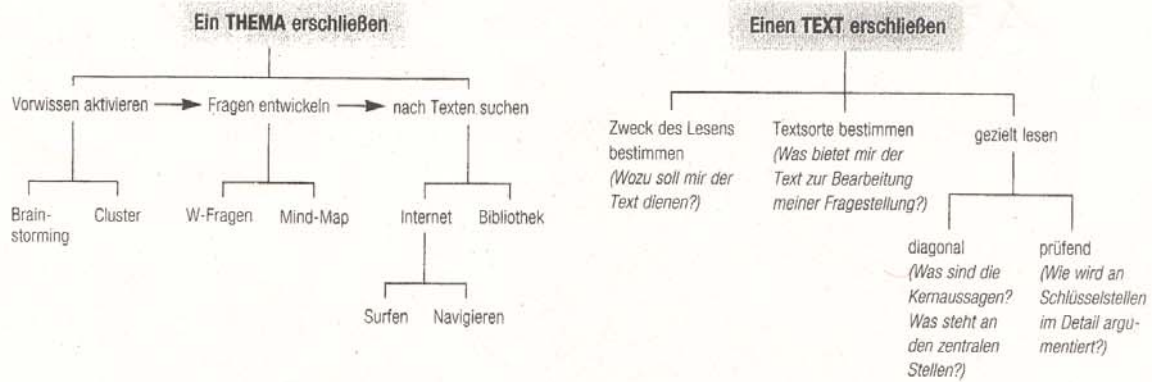 Ein THEMA erschließen
Vorwissen aktivieren
Fragen entwickeln
nach Texten suchen
Brain-
storming
Cluster
W-Fragen
Mind-Map
Internet
Bibliothek
Surfen
Navigieren
Einen TEXT erschließen
Zweck des Lesens
bestimmen
(Wozu soll mir der
Text dienen?)
Textsorte bestimmen
(Was bietet mir der
Text zur Bearbeitung
meiner Fragestellung?)
gezielt lesen
diagonal
(Was sind die
Kernaussagen?
Was steht an
den zentralen
Stellen?)
prüfend
(Wie wird an
Schlüsselstellen
im Detail argu-
mentiert?)